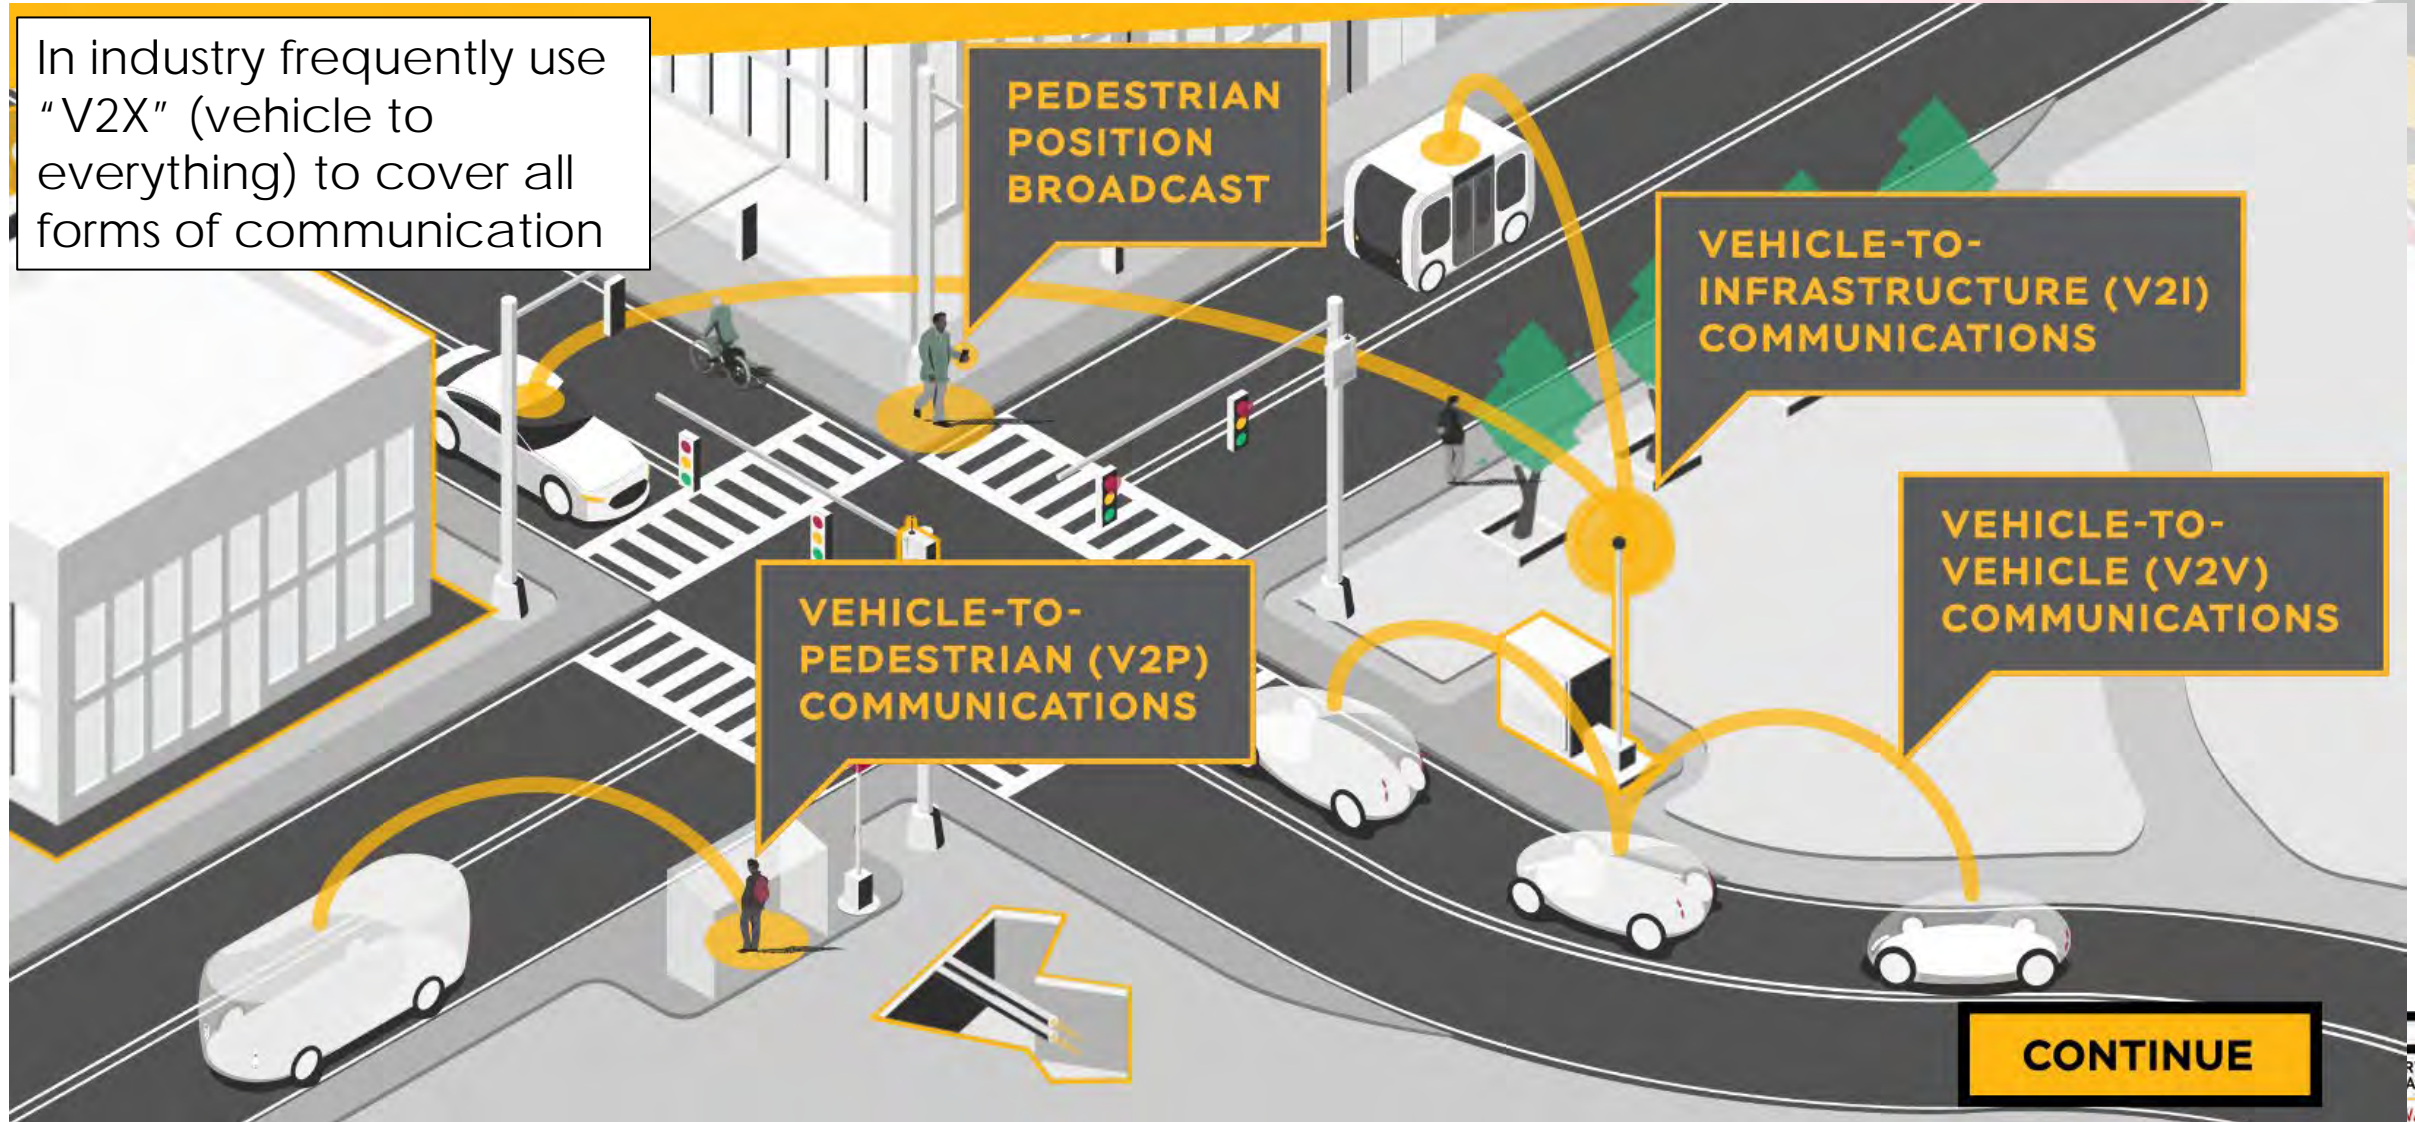 In industry frequently use
“V2X” (vehicle to
everything) to cover all
forms of communication
PEDESTRIAN
POSITION
BROADCAST
VEHICLE-TO-
INFRASTRUCTURE (V2I)
COMMUNICATIONS
VEHICLE-TO-
VEHICLE (V2V)
COMMUNICATIONS
VEHICLE-TO-
PEDESTRIAN (V2P)
COMMUNICATIONS
CONTINUE